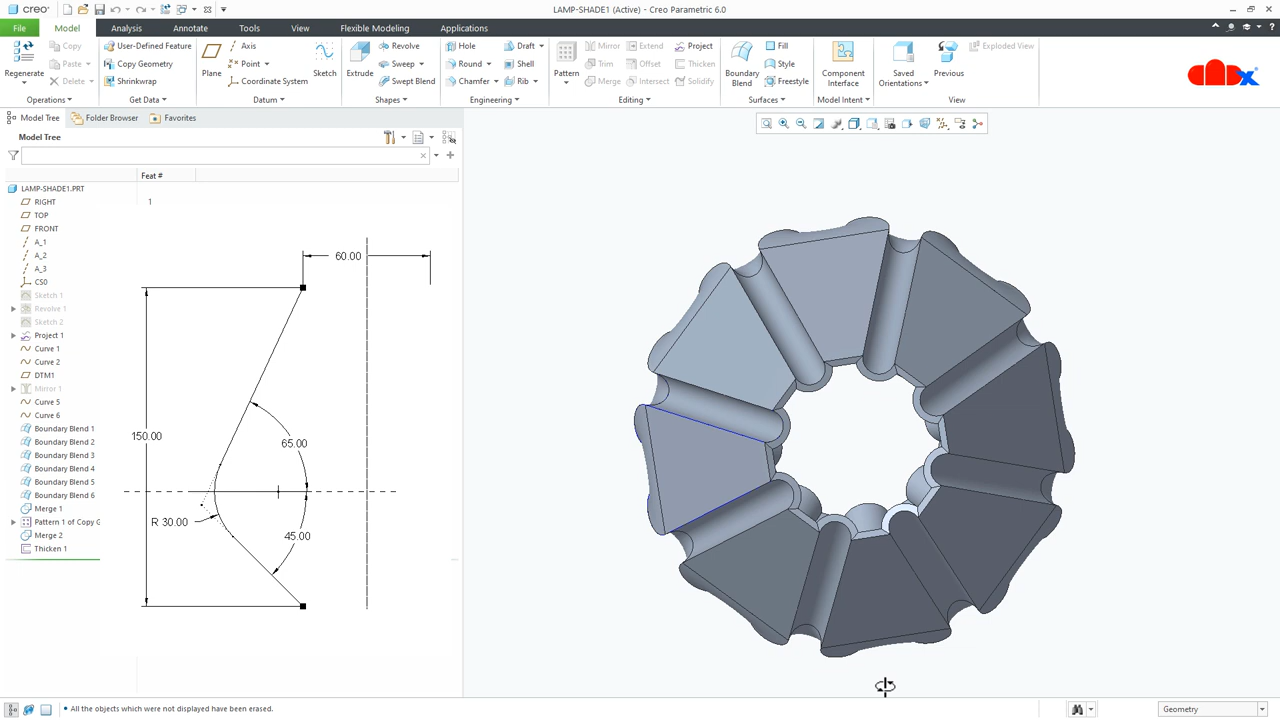 creo
LAMP-SHADE1 (Active) - Creo Parametric 6.0
File
Model
Analysis
Annotate
Tools
View
Flexible Modeling
Applications
Regenerate
Copy
Paste
Delete
Operations
User-Defined Feature
Copy Geometry
Shrinkwrap
Get Data
Plane
Axis
Point
Coordinate System
Sketch
Datum
Extrude
Revolve
Sweep
Swept Blend
Shapes
Hole
Round
Chamfer
Draft
Shell
Rib
Engineering
Pattern
Mirror
Trim
Merge
Extend
Offset
Intersect
Project
Thicken
Solidify
Editing
Boundary Blend
Fill
Style
Freestyle
Surfaces
Component Interface
Model Intent
Saved Orientations
Previous
Exploded View
View
Model Tree
Folder Browser
Favorites
Model Tree
Feat #
LAMP-SHADE1.PRT
RIGHT 1
TOP
FRONT
A_1
A_2
A_3
CS0
Sketch 1
Revolve 1
Sketch 2
Project 1
Curve 1
Curve 2
DTM1
Mirror 1
Curve 5
Curve 6
Boundary Blend 1
Boundary Blend 2
Boundary Blend 3
Boundary Blend 4
Boundary Blend 5
Boundary Blend 6
Merge 1
Pattern 1 of Copy G
Merge 2
Thicken 1
60.00
150.00
65.00
R 30.00
45.00
• All the objects which were not displayed have been erased.
Geometry